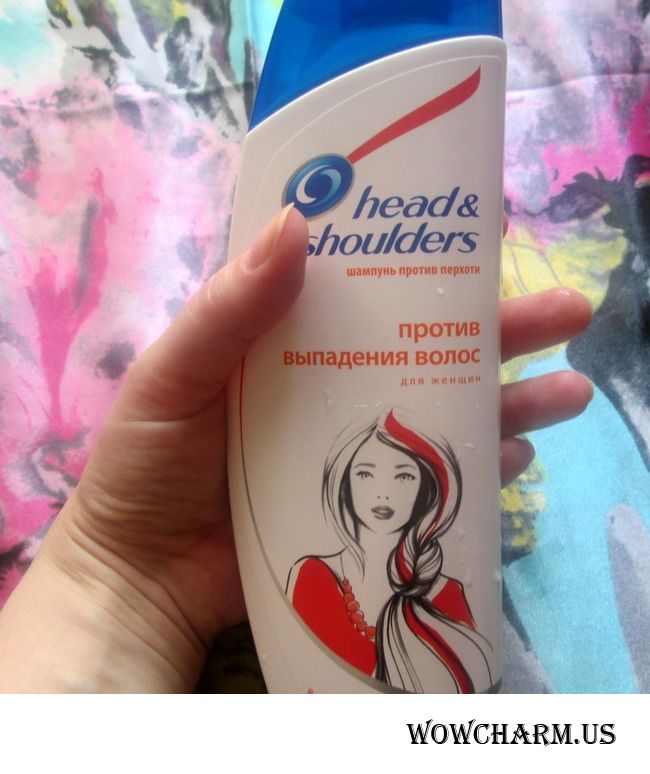 head &
shoulders
шампунь против перхоти
против
выпадения волос
для женщин
WOWCHARM.US